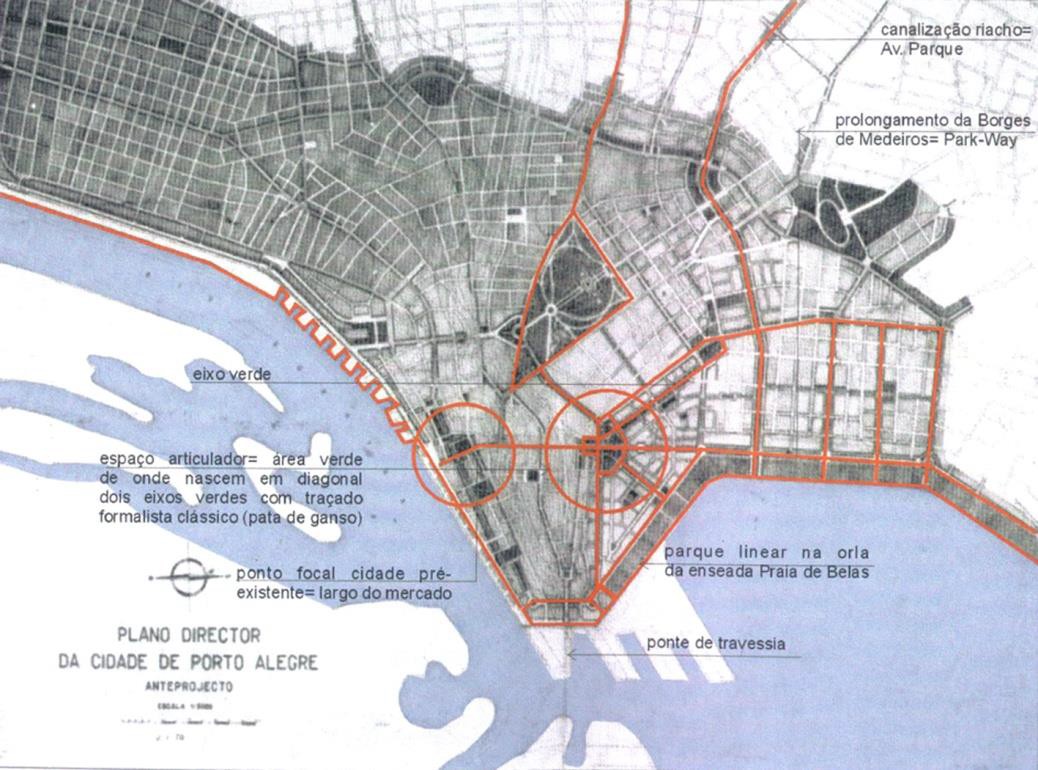 canalização riacho=
Av. Parque
prolongamento da Borges
de Medeiros= Park-Way
eixo verde
espaço articulador= área verde
de onde nascem em diagonal
dois eixos verdes com traçado
formalista clássico (pata de ganso)
parque linear na orla
da enseada Praia de Belas
ponto focal cidade pré-
existente= largo do mercado
ponte de travessia
PLANO DIRECTOR
DA CIDADE DE PORTO ALEGRE
ANTEPROJECTO
ESCALA